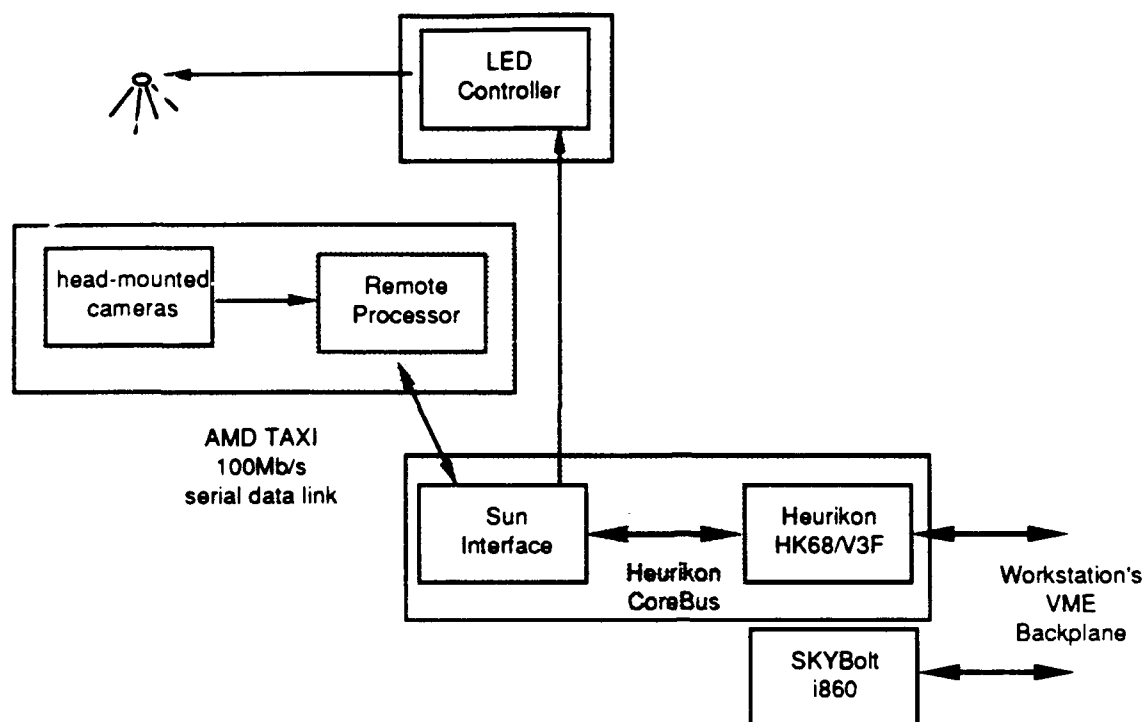 LED
Controller
head-mounted
cameras
Remote
Processor
AMD TAXI
100Mb/s
serial data link
Sun
Interface
Heurikon
CoreBus
Heurikon
HK68/V3F
Workstation's
VME
Backplane
SKYBolt
i860